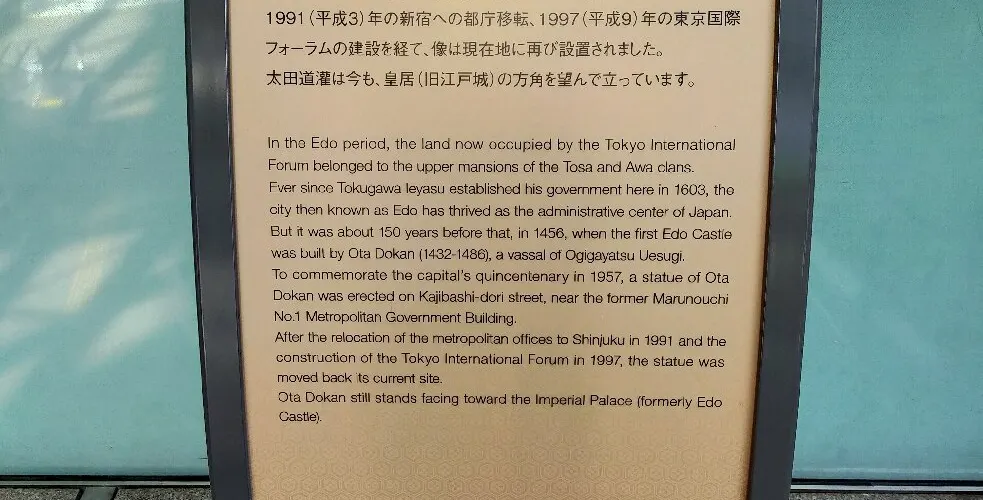 1991(平成3)年の新宿への都庁移転、1997(平成9)年の東京国際
フォーラムの建設を経て、像は現在地に再び設置されました。
太田道灌は今も、皇居(旧江戸城)の方角を望んで立っています。
In the Edo period, the land now occupied by the Tokyo International
Forum belonged to the upper mansions of the Tosa and Awa clans.
Ever since Tokugawa Ieyasu established his government here in 1603, the
city then known as Edo has thrived as the administrative center of Japan.
But it was about 150 years before that, in 1456, when the first Edo Castle
was built by Ota Dokan (1432-1486), a vassal of Ogigayatsu Uesugi.
To commemorate the capital's quincentenary in 1957, a statue of Ota
Dokan was erected on Kajibashi-dori street, near the former Marunouchi
No.1 Metropolitan Government Building.
After the relocation of the metropolitan offices to Shinjuku in 1991 and the
construction of the Tokyo International Forum in 1997, the statue was
moved back its current site.
Ota Dokan still stands facing toward the Imperial Palace (formerly Edo
Castle).